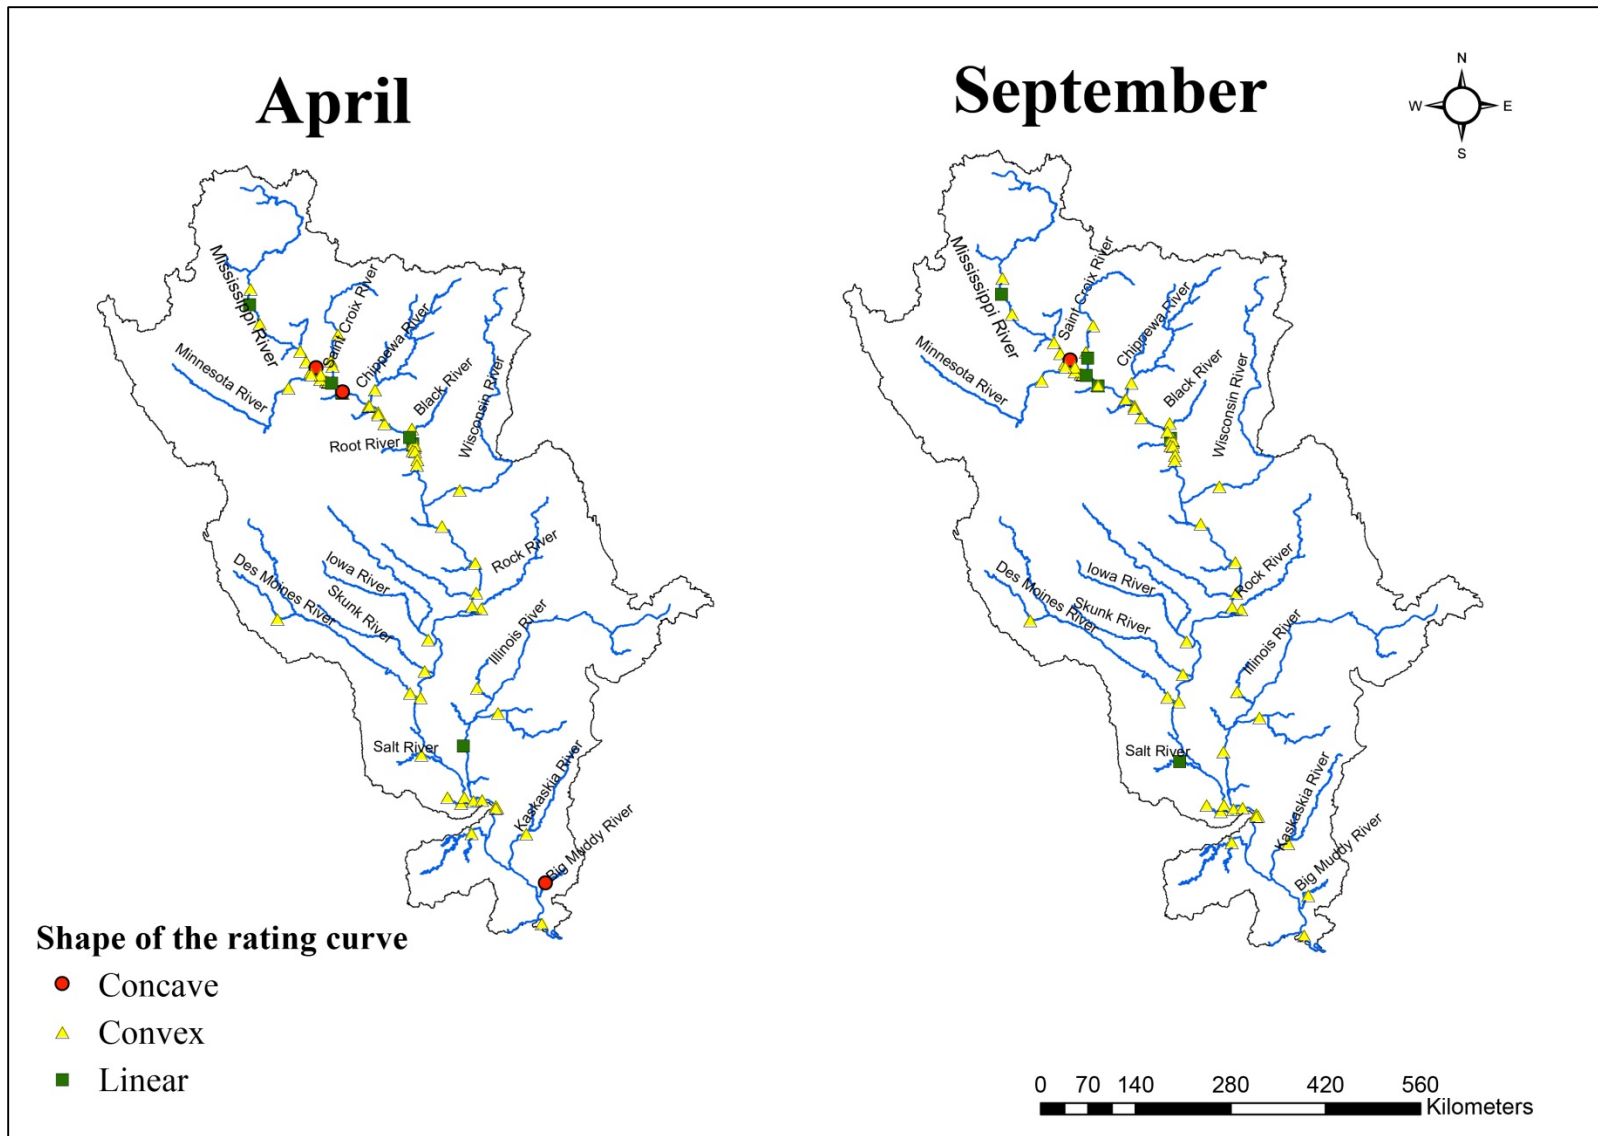 April
September
N
W
E
S
Mississippi River
Saint Croix River
Chippewa River
Minnesota River
Black River
Wisconsin River
Root River
Rock River
Iowa River
Des Moines River
Skunk River
Illinois River
Salt River
Kaskaskia River
Big Muddy River
Mississippi River
Saint Croix River
Chippewa River
Minnesota River
Black River
Wisconsin River
Rock River
Iowa River
Des Moines River
Skunk River
Illinois River
Salt River
Kaskaskia River
Big Muddy River
Shape of the rating curve
Concave
Convex
Linear
0 70 140 280 420 560
Kilometers